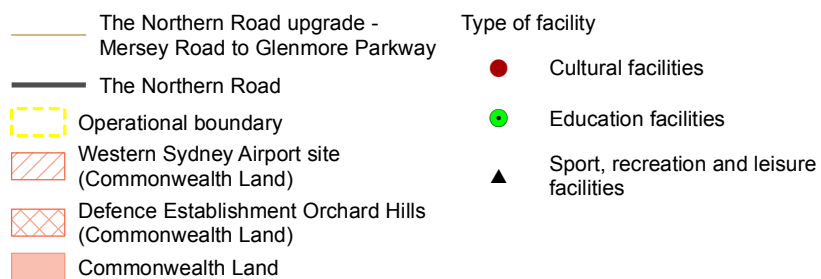 The Northern Road upgrade -
Mersey Road to Glenmore Parkway
The Northern Road
Operational boundary
Western Sydney Airport site
(Commonwealth Land)
Defence Establishment Orchard Hills
(Commonwealth Land)
Commonwealth Land
Type of facility
Cultural facilities
Education facilities
Sport, recreation and leisure
facilities